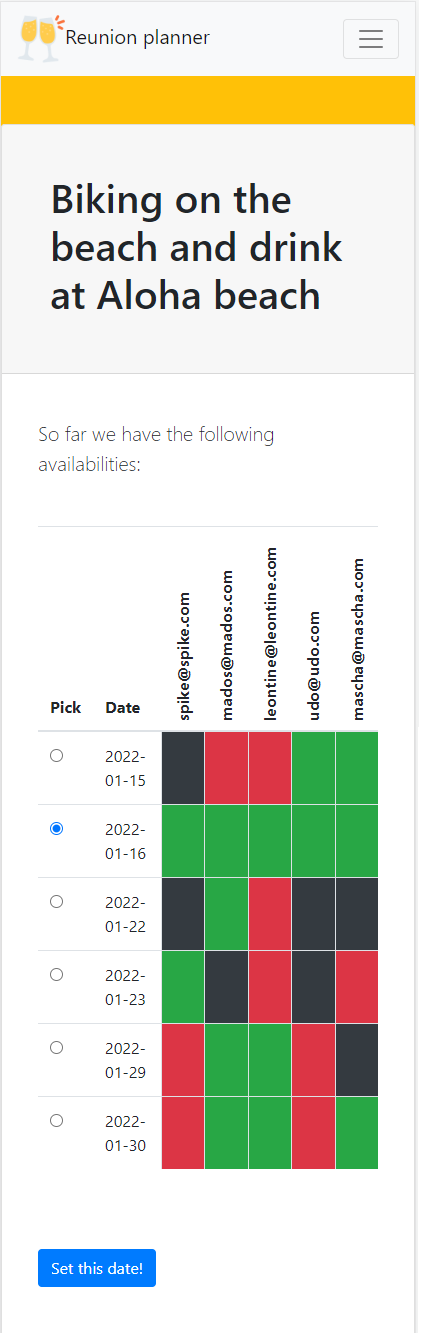 Reunion planner
Biking on the
beach and drink
at Aloha beach
So far we have the following
availabilities:
Pick
Date
spike@spike.com
mados@mados.com
leontine@leontine.com
udo@udo.com
mascha@mascha.com
2022-
01-15
2022-
01-16
2022-
01-22
2022-
01-23
2022-
01-29
2022-
01-30
Set this date!